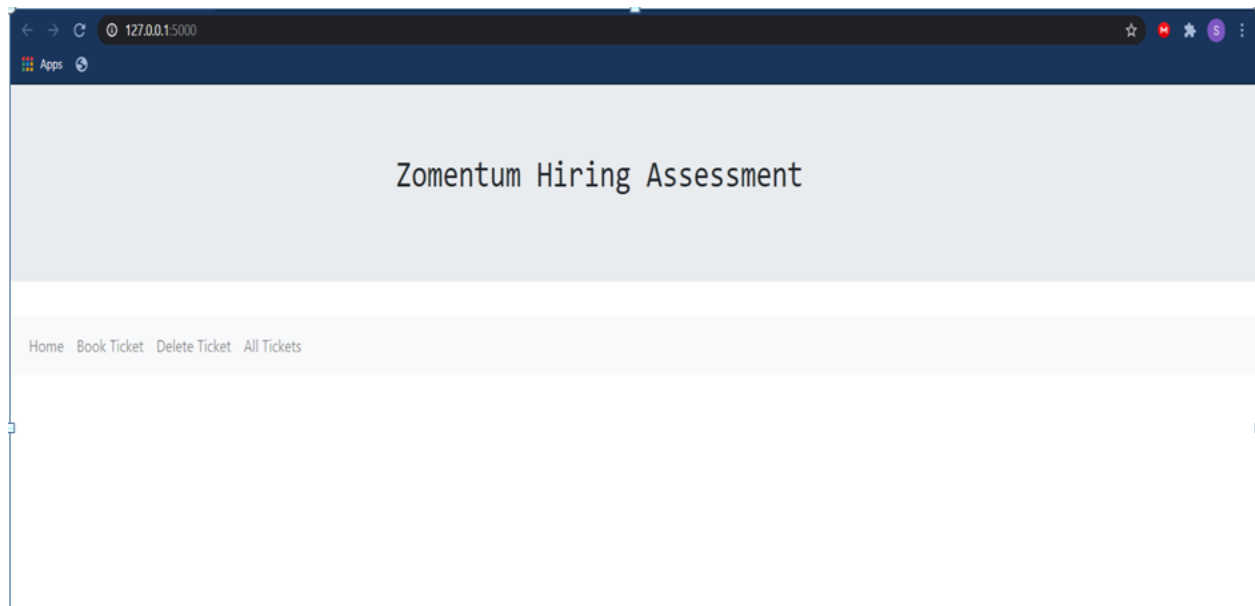 127.0.0.1:5000
S
Apps
Zomentum Hiring Assessment
Home Book Ticket Delete Ticket All Tickets